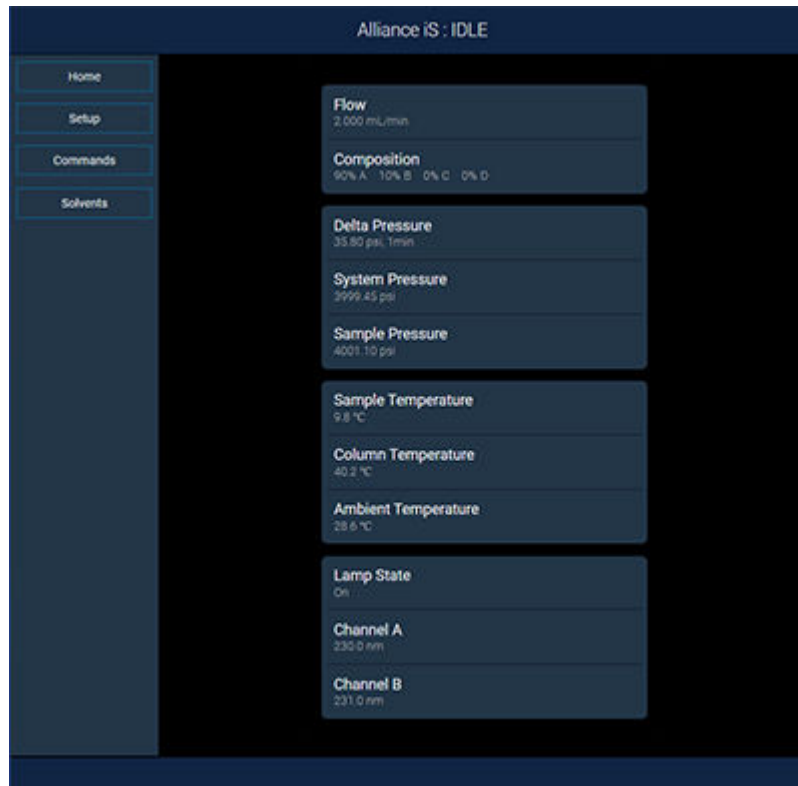 Alliance iS : IDLE
Home
Setup
Commands
Solvents
Flow
2.000 mL/min
Composition
90% A 10% B 0% C 0% D
Delta Pressure
35.80 psi, 1min
System Pressure
3999.45 psi
Sample Pressure
4001.10 psi
Sample Temperature
9.8 °C
Column Temperature
40.2 °C
Ambient Temperature
28.6 °C
Lamp State
On
Channel A
230.0 nm
Channel B
231.0 nm